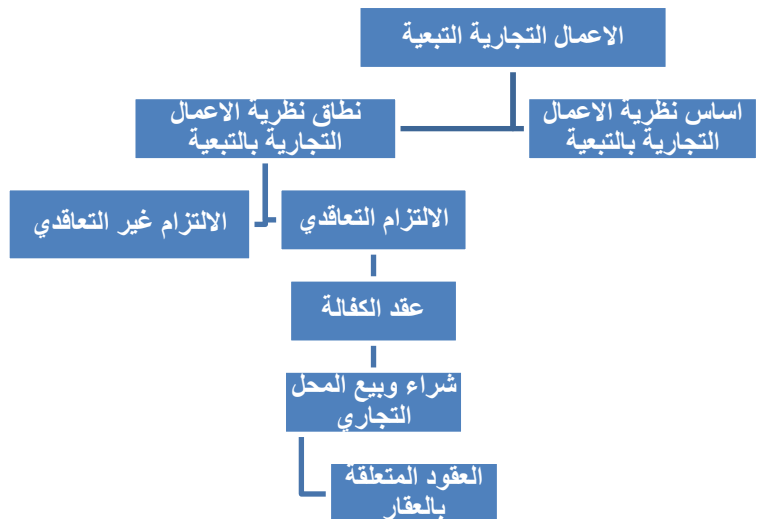 الاعمال التجارية التبعية
اساس نظرية الاعمال
التجارية بالتبعية
نطاق نظرية الاعمال
التجارية بالتبعية
الالتزام التعاقدي
الالتزام غير التعاقدي
عقد الكفالة
شراء وبيع المحل
التجاري
العقود المتعلقة
بالعقار